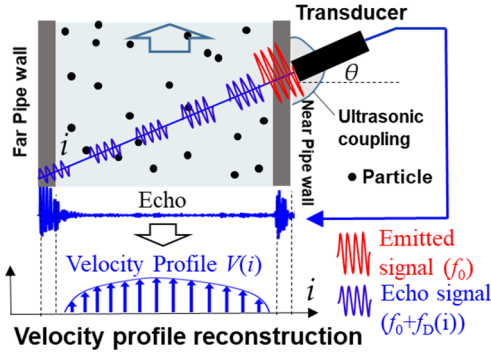 Transducer
θ
Far Pipe wall
i
Near Pipe wall
Ultrasonic
coupling
Particle
Echo
Emitted
signal (f₀)
Velocity Profile V(i)
i
Echo signal
(f₀+f_D(i))
Velocity profile reconstruction